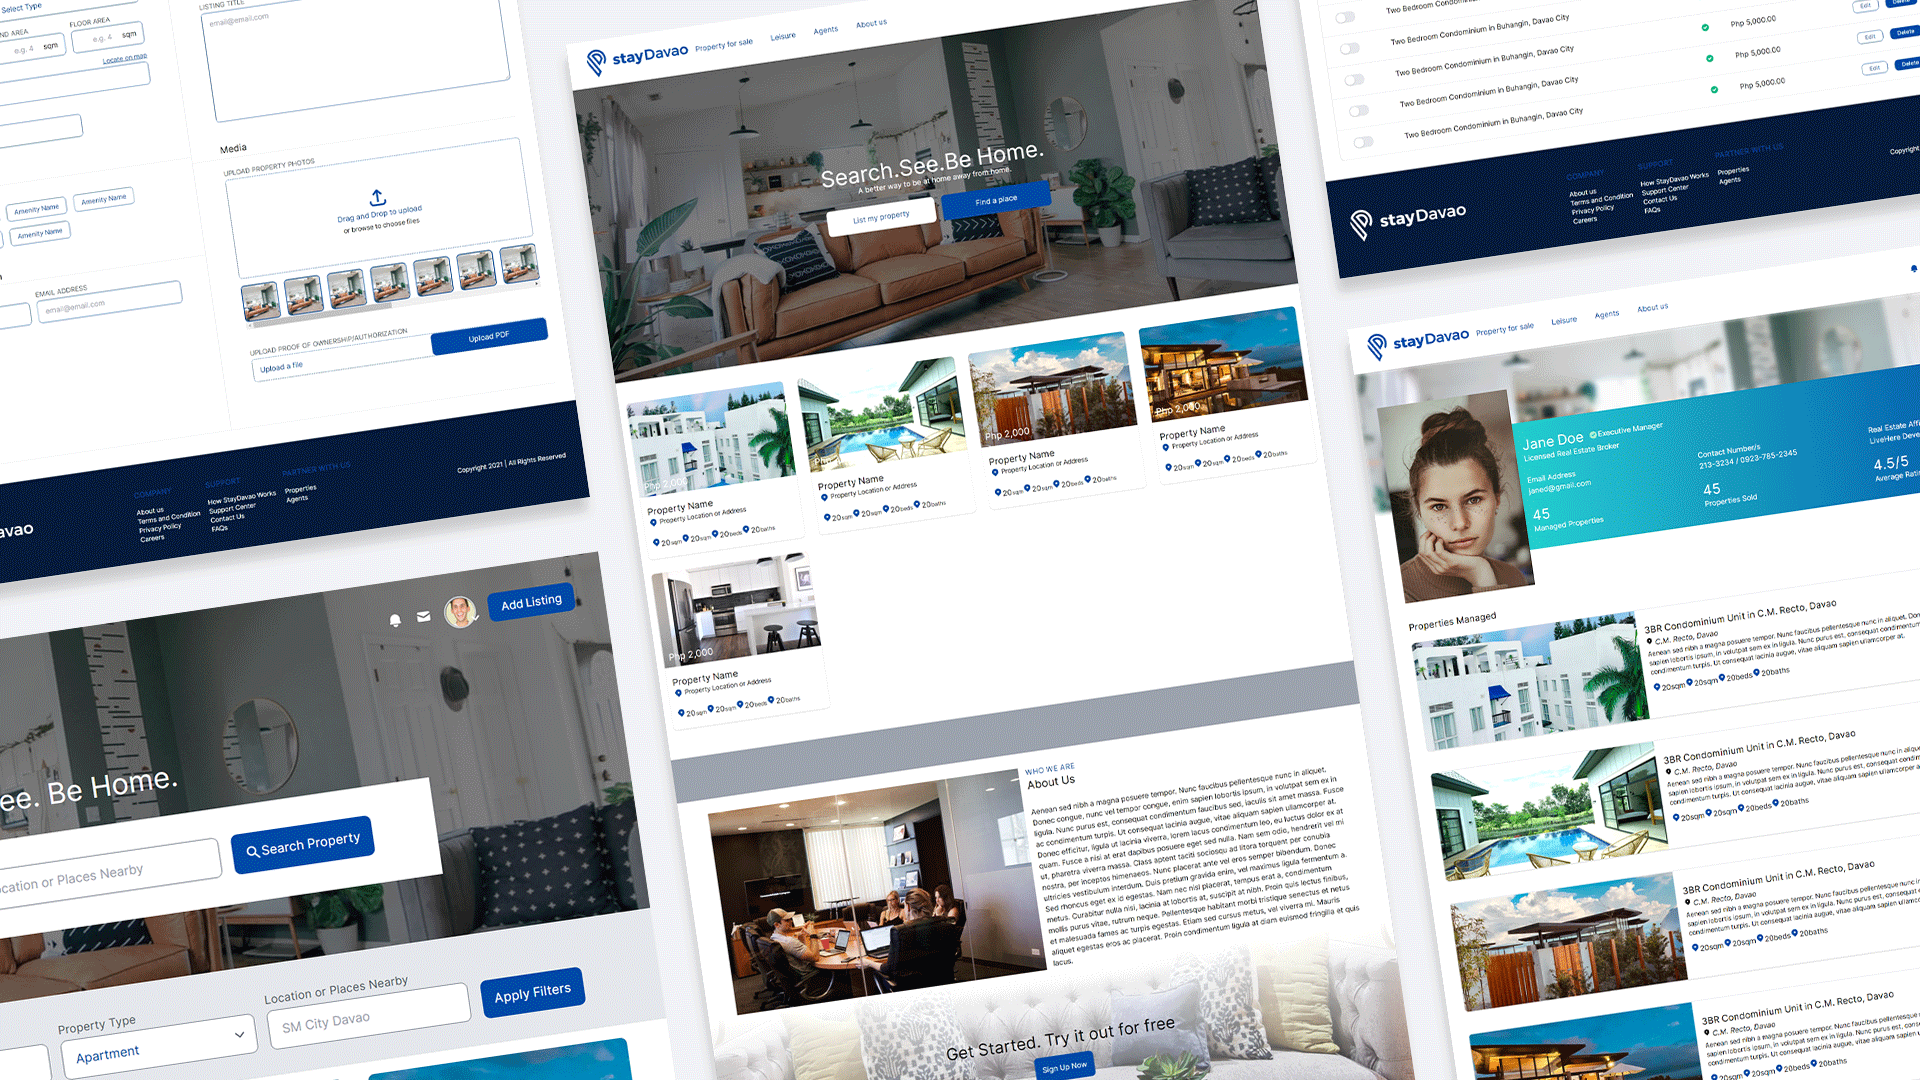 Select Type
LAND AREA
FLOOR AREA
e.g. 4 sqm
e.g. 4 sqm
Locate on map
Amenity Name
Amenity Name
Amenity Name
EMAIL ADDRESS
email@email.com
LISTING TITLE
email@email.com
Media
UPLOAD PROPERTY PHOTOS
Drag and Drop to upload
or browse to choose files
UPLOAD PROOF OF OWNERSHIP/AUTHORIZATION
Upload a file
Upload PDF
COMPANY
About us
Terms and Condition
Privacy Policy
Careers
SUPPORT
How StayDavao Works
Support Center
Contact Us
FAQs
PARTNER WITH US
Properties
Agents
Copyright 2021 | All Rights Reserved
Add Listing
ee. Be Home.
cation or Places Nearby
Search Property
Property Type
Apartment
Location or Places Nearby
SM City Davao
Apply Filters
stayDavao
Property for sale
Leisure
Agents
About us
Search.See.Be Home.
A better way to be at home away from home.
List my property
Find a place
Php 2,000
Property Name
Property Location or Address
20sqm 20sqm 20beds 20baths
Php
Property Name
Property Location or Address
20sqm 20sqm 20beds 20baths
Php 2,000
Property Name
Property Location or Address
20sqm 20sqm 20beds 20baths
Php 2,000
Property Name
Property Location or Address
20sqm 20sqm 20beds 20baths
Php 2,000
Property Name
Property Location or Address
20sqm 20sqm 20beds 20baths
WHO WE ARE
About Us
Aenean sed nibh a magna posuere tempor. Nunc faucibus pellentesque nunc in aliquet.
Donec congue, nunc vel tempor congue, enim sapien lobortis ipsum, in volutpat sem ex in
ligula. Nunc purus est, consequat condimentum faucibus sed, iaculis sit amet massa. Fusce
ac condimentum turpis. Ut consequat lacinia augue, vitae aliquam sapien ullamcorper at.
Donec efficitur, ligula ut lacinia viverra, lorem lacus condimentum leo, eu luctus dolor ex at
quam. Fusce a nisi at erat dapibus posuere eget sed nulla. Nam sem odio, hendrerit vel mi
ut, pharetra viverra massa. Class aptent taciti sociosqu ad litora torquent per conubia
nostra, per inceptos himenaeos. Nunc placerat ante vel eros semper bibendum. Donec
ultricies vestibulum interdum. Duis pretium gravida enim, vel maximus ligula fermentum a.
Sed rhoncus eget ex id egestas. Nam nec nisl placerat, tempus erat a, condimentum
metus. Curabitur nulla nisi, lacinia at lobortis at, suscipit at nibh. Proin quis lectus finibus,
mollis purus vitae, rutrum neque. Pellentesque habitant morbi tristique senectus et netus
et malesuada fames ac turpis egestas. Etiam sed cursus metus, vel viverra mi. Mauris
aliquet egestas eros ac placerat. Proin condimentum ligula at diam euismod fringilla et quis
lacus.
Get Started. Try it out for free
Sign Up Now
Two Bedroom Condominium in Buhangin, Davao City
Php 5,000.00
Edit
Delete
Two Bedroom Condominium in Buhangin, Davao City
Php 5,000.00
Edit
Delete
Two Bedroom Condominium in Buhangin, Davao City
Php 5,000.00
Edit
Delete
Two Bedroom Condominium in Buhangin, Davao City
stayDavao
COMPANY
About us
Terms and Condition
Privacy Policy
Careers
SUPPORT
How StayDavao Works
Support Center
Contact Us
FAQs
PARTNER WITH US
Properties
Agents
Copyright
stayDavao
Property for sale
Leisure
Agents
About us
Jane Doe
Executive Manager
Licensed Real Estate Broker
Email Address
janed@gmail.com
45
Managed Properties
Contact Number/s
213-3234 / 0923-785-2345
45
Properties Sold
Real Estate Affi
LiveHere Deve
4.5/5
Average Ratin
Properties Managed
3BR Condominium Unit in C.M. Recto, Davao
C.M. Recto, Davao
Aenean sed nibh a magna posuere tempor. Nunc faucibus pellentesque nunc in aliquet. Don
sapien lobortis ipsum, in volutpat sem ex in ligula. Nunc purus est, consequat condimentum
condimentum turpis. Ut consequat lacinia augue, vitae aliquam sapien ullamcorper at.
20sqm 20sqm 20beds 20baths
3BR Condominium Unit in C.M. Recto, Davao
C.M. Recto, Davao
Aenean sed nibh a magna posuere tempor. Nunc faucibus pellentesque nunc in aliqu
sapien lobortis ipsum, in volutpat sem ex in ligula. Nunc purus est, consequat cond
condimentum turpis. Ut consequat lacinia augue, vitae aliquam sapien ullamcorper a
20sqm 20sqm 20beds 20baths
3BR Condominium Unit in C.M. Recto, Davao
C.M. Recto, Davao
Aenean sed nibh a magna posuere tempor. Nunc faucibus pellentesque nunc in
sapien lobortis ipsum, in volutpat sem ex in ligula. Nunc purus est, consequat
condimentum turpis. Ut consequat lacinia augue, vitae aliquam sapien ullamco
20sqm 20sqm 20beds 20baths
3BR Condominium Unit in C.M. Recto, Davao
C.M. Recto, Davao
Aenean sed nibh a magna posuere tempor. Nunc faucibus pellentesque
sapien lobortis ipsum, in volutpat sem ex in ligula. Nunc purus est, con
condimentum turpis. Ut consequat lacinia augue, vitae aliquam sapien
20sqm 20sqm 20beds 20baths